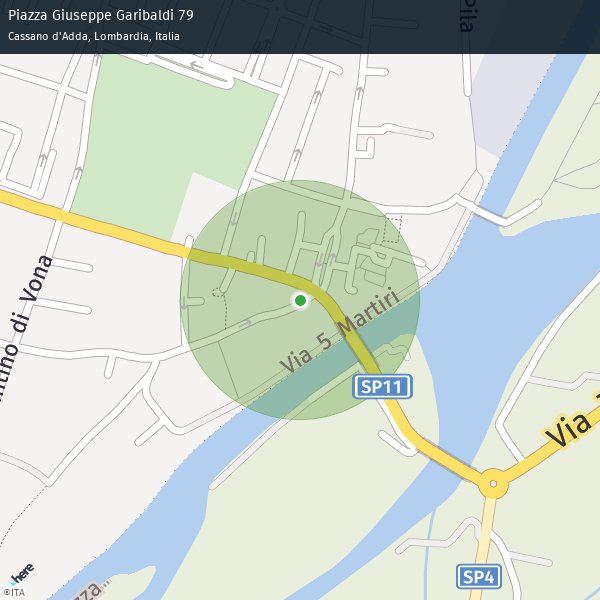 Piazza Giuseppe Garibaldi 79
Cassano d'Adda, Lombardia, Italia
Pila
ntino di Vona
Via 5 Martiri
SP11
Via
SP4
zza"
here
©ITA